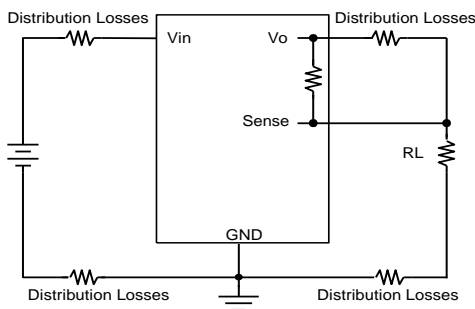 Distribution Losses
Distribution Losses
Vin
Vo
Sense
RL
GND
Distribution Losses
Distribution Losses